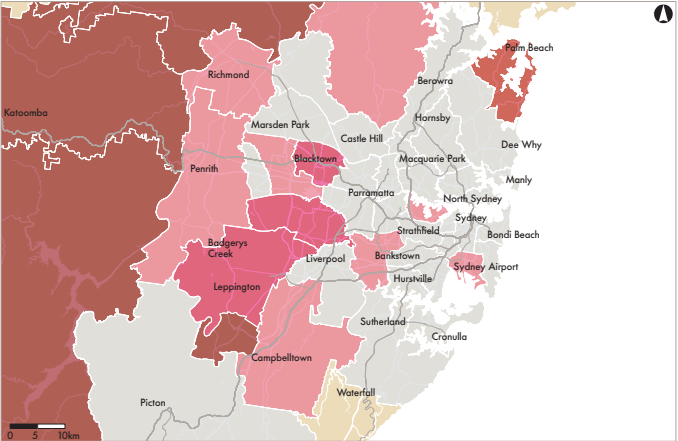 Palm Beach
Richmond
Berowra
Katoomba
Hornsby
Marsden Park
Castle Hill
Dee Why
Blacktown
Macquarie Park
Penrith
Manly
Parramatta
North Sydney
Sydney
Strathfield
Bondi Beach
Badgerys
Creek
Liverpool
Bankstown
Sydney Airport
Hurstville
Leppington
Sutherland
Cronulla
Campbelltown
Waterfall
Picton
0 5 10km